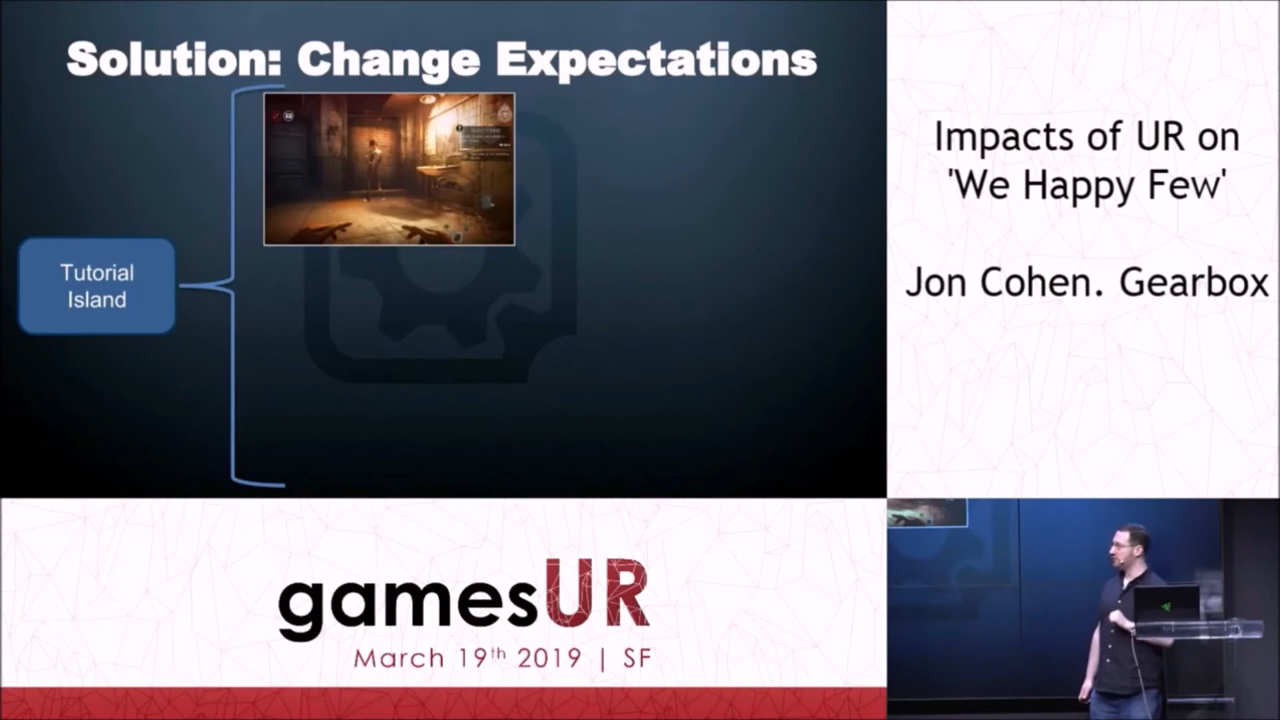 Solution: Change Expectations
Tutorial
Island
Impacts of UR on
'We Happy Few'
Jon Cohen. Gearbox
gamesUR
March 19th 2019 | SF